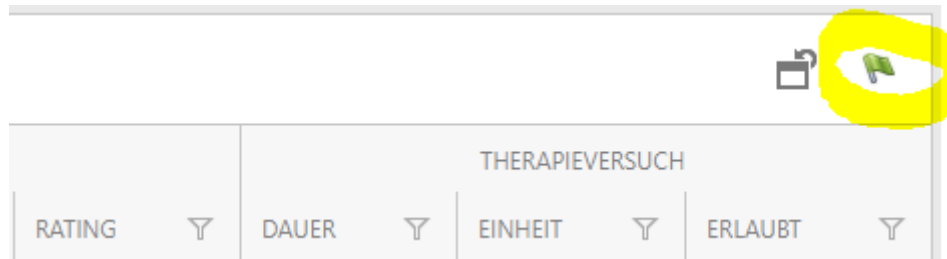 THERAPIEVERSUCH
RATING DAUER EINHEIT ERLAUBT